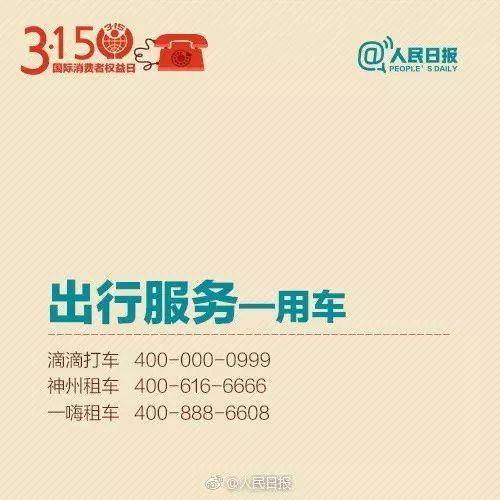 3·15
3·15
国际消费者权益日
@人民日报
PEOPLE'S DAILY
出行服务—用车
滴滴打车 400-000-0999
神州租车 400-616-6666
一嗨租车 400-888-6608
@人民日报